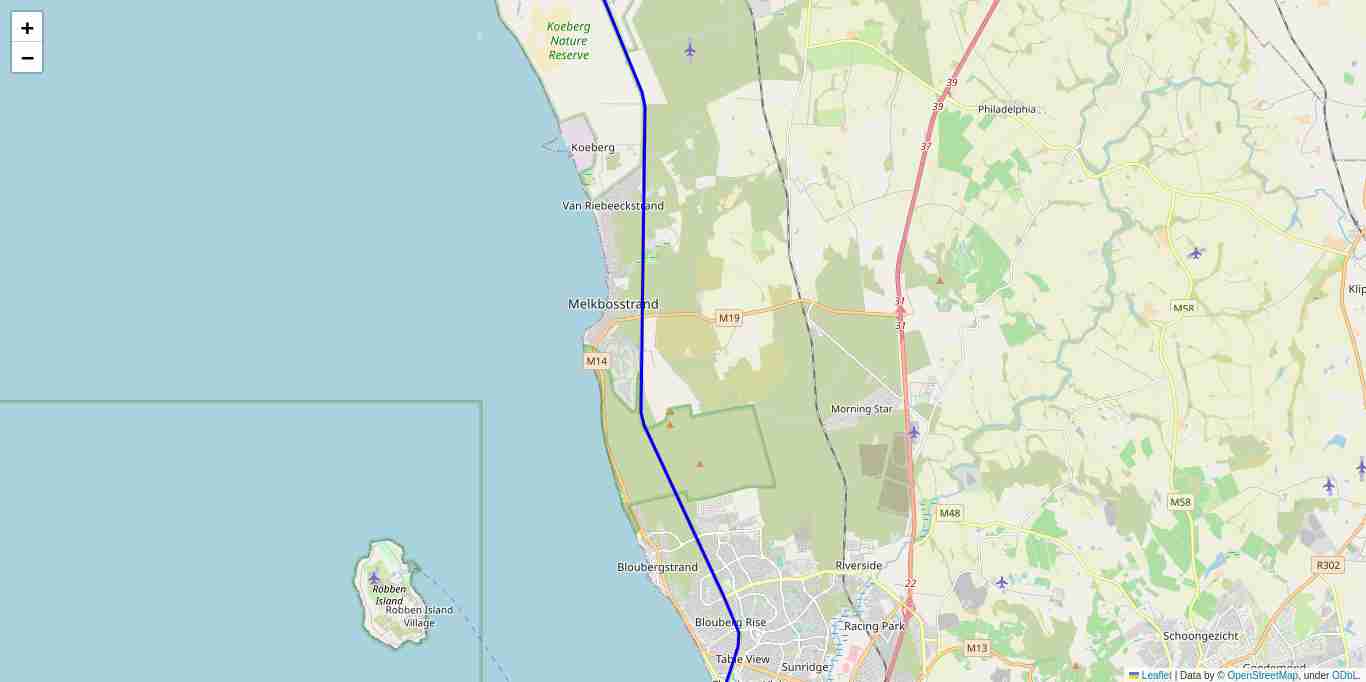 +
−
Koeberg
Nature
Reserve
39
39
Philadelphia
37
Koeberg
Van Riebeeckstrand
Melkbosstrand
M19
31
31
M58
Klip
M14
Morning Star
M58
M48
Bloubergstrand
Riverside
R302
22
Robben
Island
Robben Island
Village
Blouberg Rise
Racing Park
Schoongezicht
M13
Table View
Sunridge
Leaflet | Data by © OpenStreetMap, under ODbL.